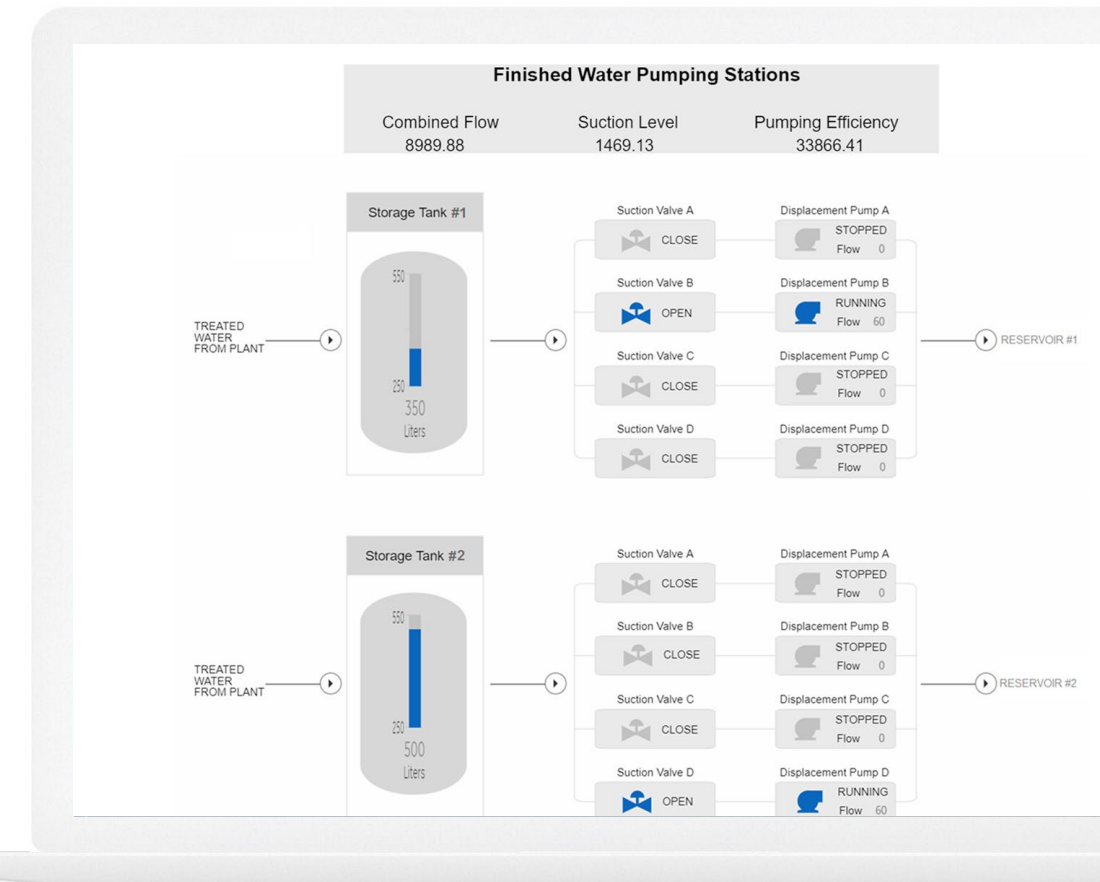 Finished Water Pumping Stations
Combined Flow Suction Level Pumping Efficiency
8989.88 1469.13 33866.41
Storage Tank #1
550
250
350
Liters
TREATED
WATER
FROM PLANT
Suction Valve A
CLOSE
Displacement Pump A
STOPPED
Flow 0
Suction Valve B
OPEN
Displacement Pump B
RUNNING
Flow 60
Suction Valve C
CLOSE
Displacement Pump C
STOPPED
Flow 0
Suction Valve D
CLOSE
Displacement Pump D
STOPPED
Flow 0
RESERVOIR #1
Storage Tank #2
550
250
500
Liters
TREATED
WATER
FROM PLANT
Suction Valve A
CLOSE
Displacement Pump A
STOPPED
Flow 0
Suction Valve B
CLOSE
Displacement Pump B
STOPPED
Flow 0
Suction Valve C
CLOSE
Displacement Pump C
STOPPED
Flow 0
Suction Valve D
OPEN
Displacement Pump D
RUNNING
Flow 60
RESERVOIR #2